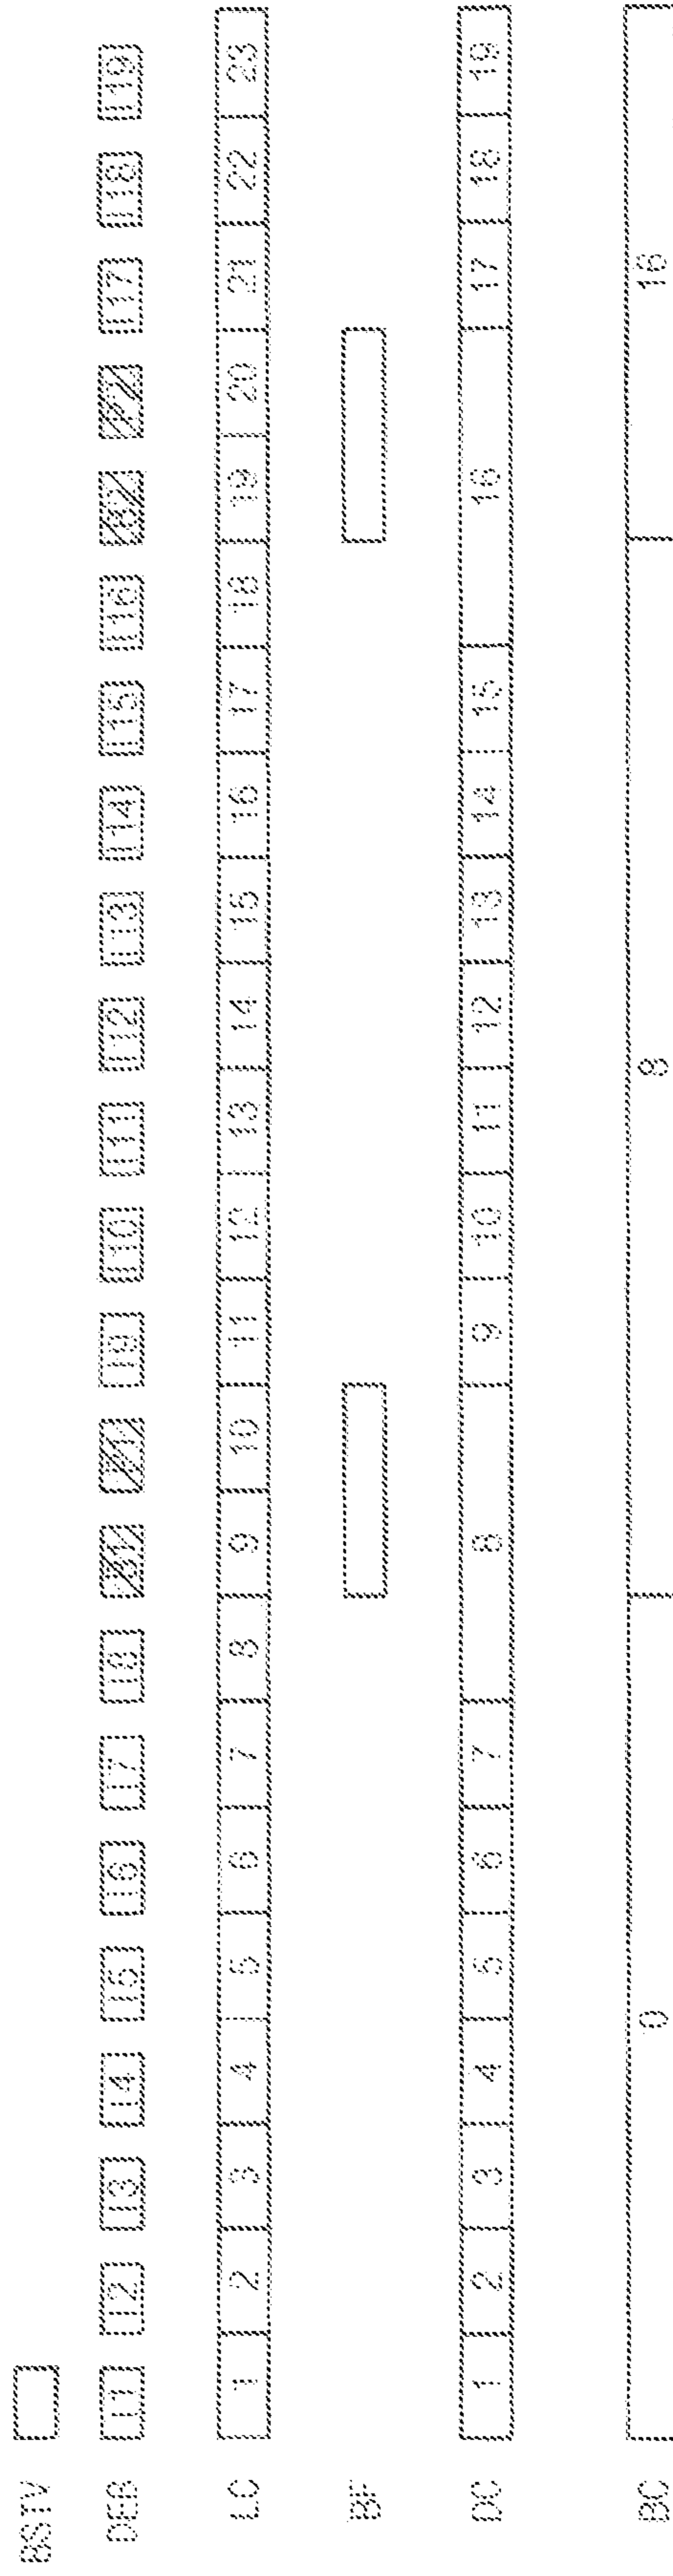 BSTV
DEB I1 I2 I3 I4 I5 I6 I7 I8 B1 I9 I10 I11 I12 I13 I14 I15 I16 B2 I17 I18 I19
LC 1 2 3 4 5 6 7 8 9 10 11 12 13 14 15 16 17 18 19 20 21 22 23
BF
DC 1 2 3 4 5 6 7 8 9 10 11 12 13 14 15 16 17 18 19
BC 0 8 16